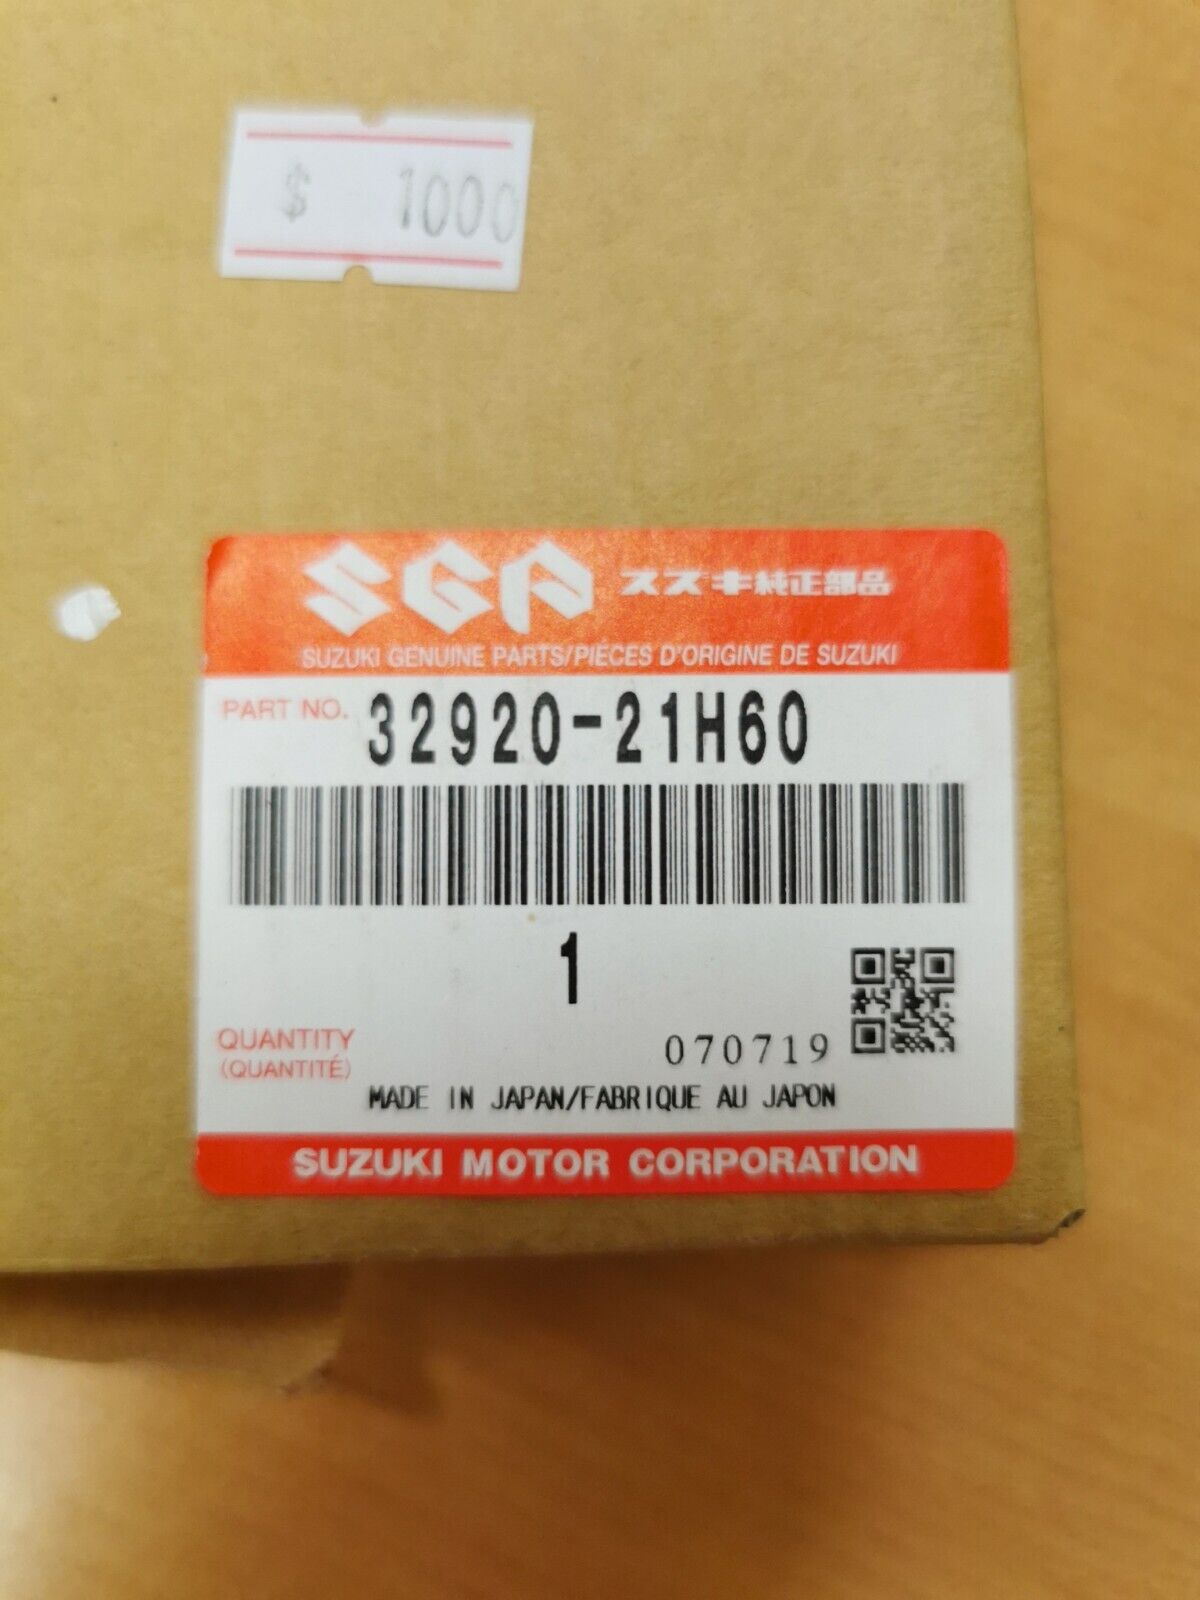 $ 1000
SGP スズキ純正部品
SUZUKI GENUINE PARTS/PIÈCES D'ORIGINE DE SUZUKI
PART NO. 32920-21H60
1
QUANTITY
(QUANTITÉ)
070719
MADE IN JAPAN/FABRIQUE AU JAPON
SUZUKI MOTOR CORPORATION